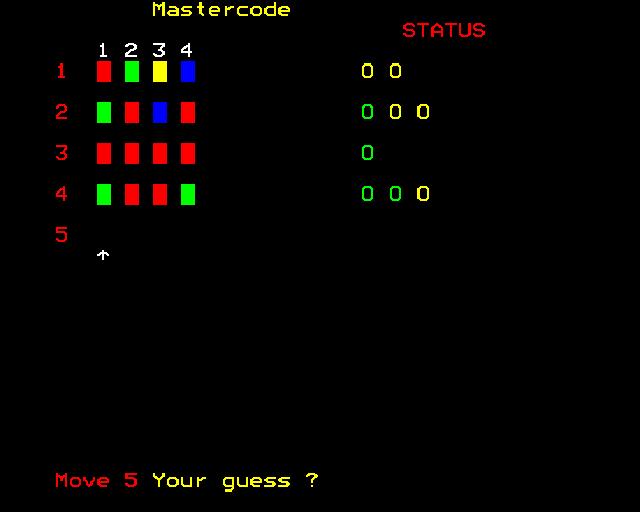 Mastercode
STATUS
1 2 3 4
1 O O
2 O O O
3 O
4 O O O
5
↑
Move 5 Your guess ?